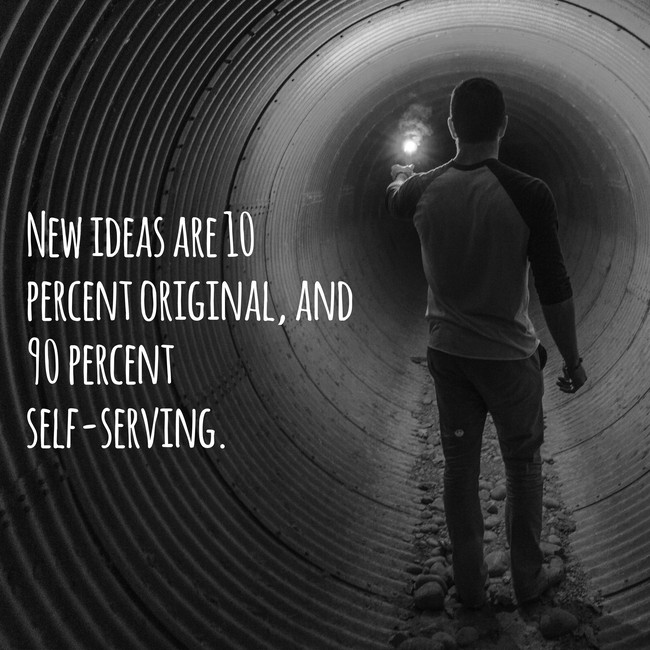 New ideas are 10
percent original, and
90 percent
self-serving.